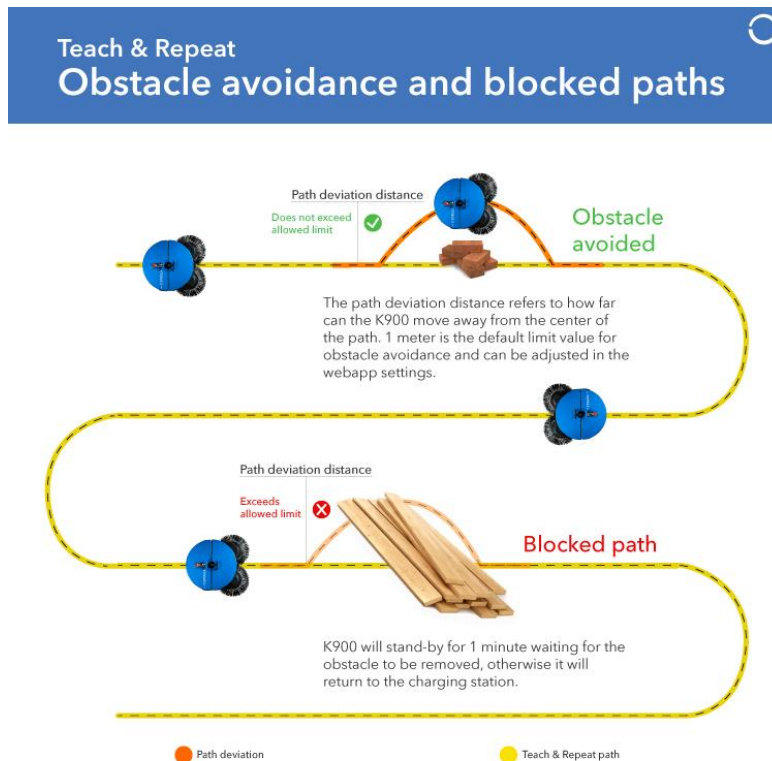 Teach & Repeat
Obstacle avoidance and blocked paths
Path deviation distance
Does not exceed
allowed limit
Obstacle
avoided
The path deviation distance refers to how far
can the K900 move away from the center of
the path. 1 meter is the default limit value for
obstacle avoidance and can be adjusted in the
webapp settings.
Path deviation distance
Exceeds
allowed limit
Blocked path
K900 will stand-by for 1 minute waiting for the
obstacle to be removed, otherwise it will
return to the charging station.
Path deviation
Teach & Repeat path